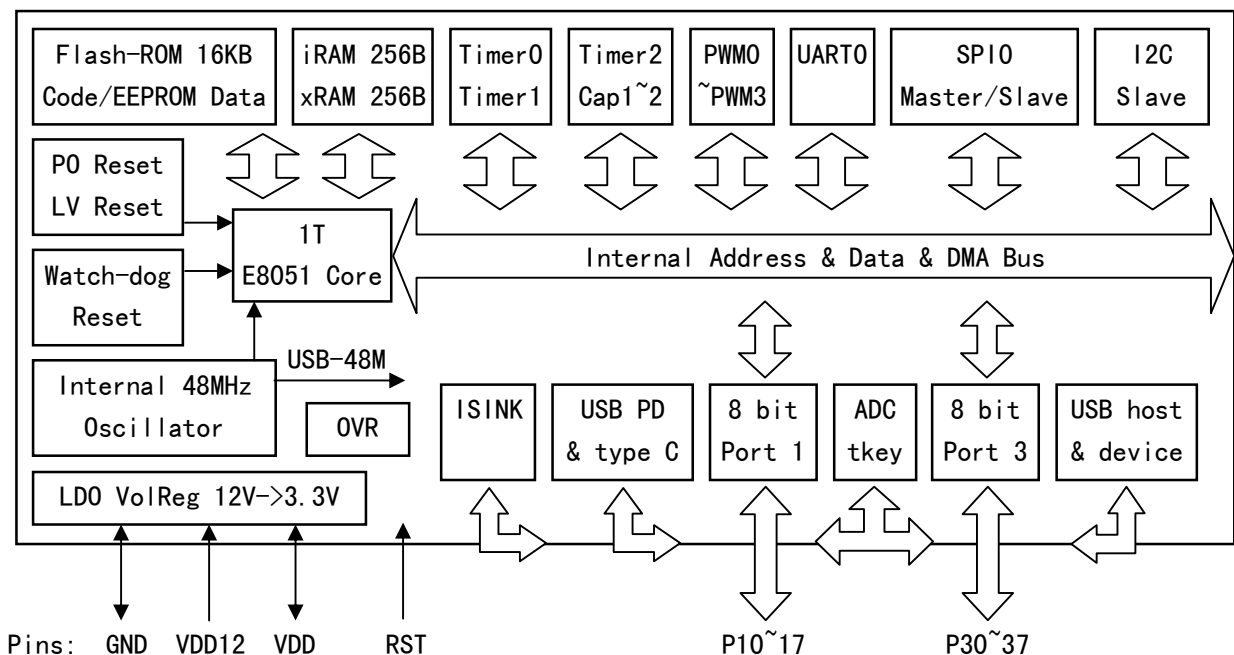 Flash-ROM 16KB
Code/EEPROM Data
iRAM 256B
xRAM 256B
Timer0
Timer1
Timer2
Cap1~2
PWM0
~PWM3
UART0
SPI0
Master/Slave
I2C
Slave
PO Reset
LV Reset
1T
E8051 Core
Internal Address & Data & DMA Bus
Watch-dog
Reset
USB-48M
Internal 48MHz
Oscillator
OVR
ISINK
USB PD
& type C
8 bit
Port 1
ADC
tkey
8 bit
Port 3
USB host
& device
LDO VolReg 12V->3.3V
Pins: GND VDD12 VDD RST P10~17 P30~37